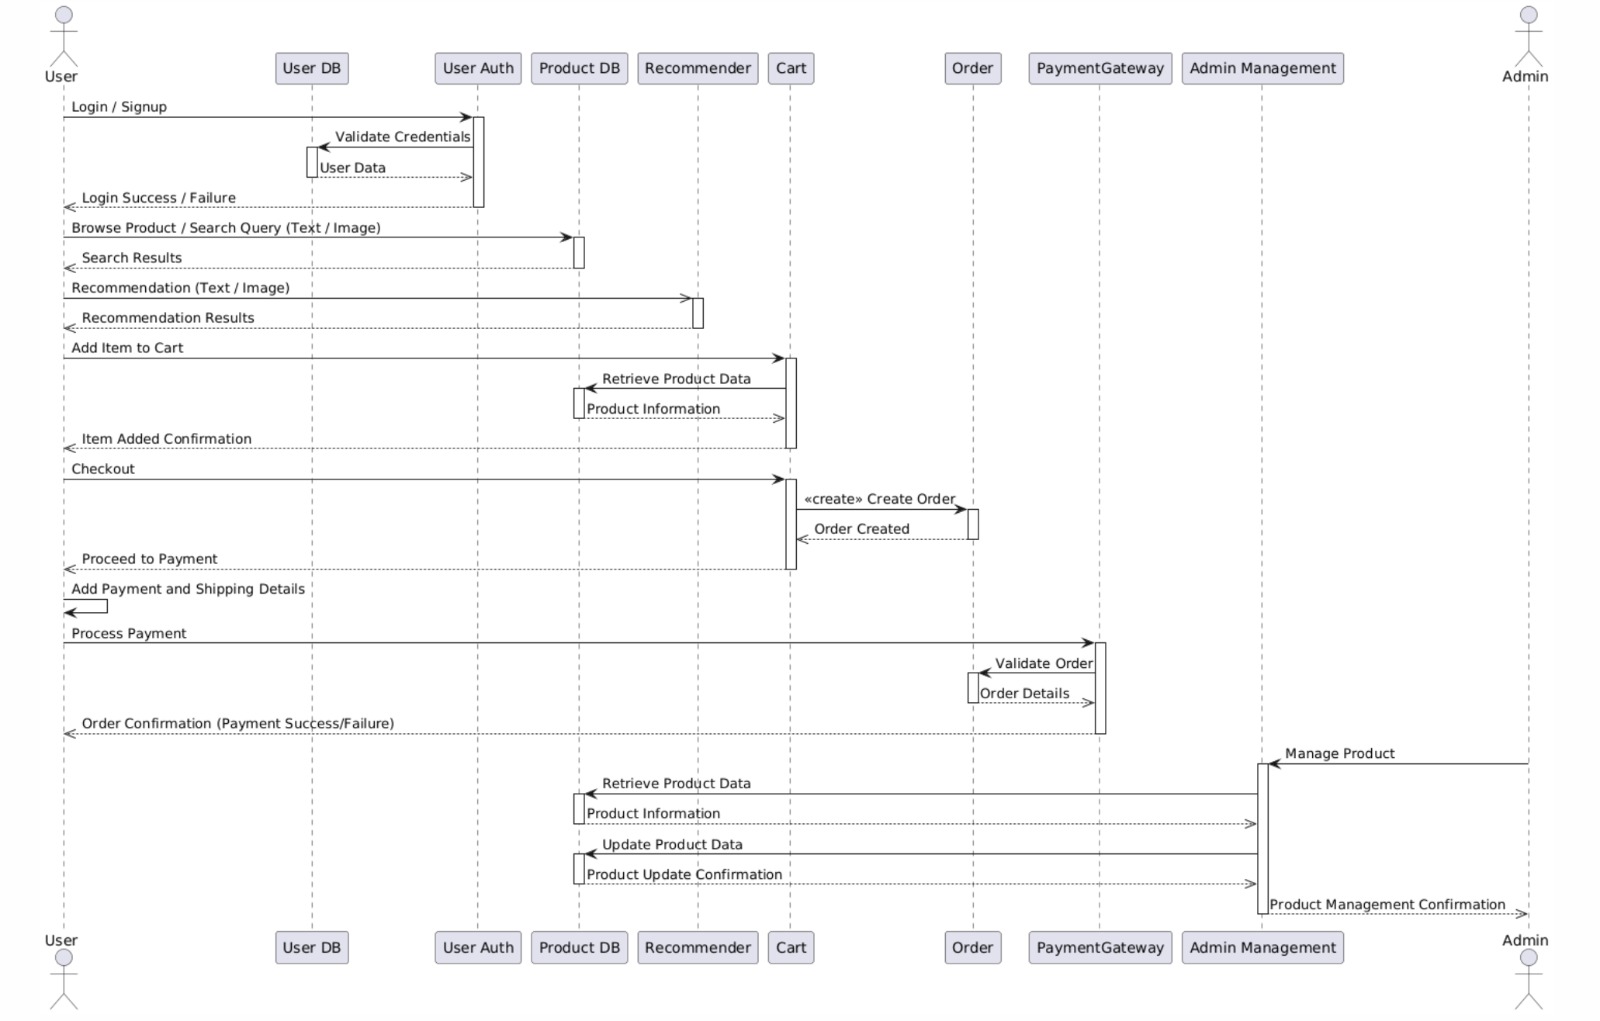 User
User DB
User Auth
Product DB
Recommender
Cart
Order
PaymentGateway
Admin Management
Admin
Login / Signup
Validate Credentials
User Data
Login Success / Failure
Browse Product / Search Query (Text / Image)
Search Results
Recommendation (Text / Image)
Recommendation Results
Add Item to Cart
Retrieve Product Data
Product Information
Item Added Confirmation
Checkout
«create» Create Order
Order Created
Proceed to Payment
Add Payment and Shipping Details
Process Payment
Validate Order
Order Details
Order Confirmation (Payment Success/Failure)
Manage Product
Retrieve Product Data
Product Information
Update Product Data
Product Update Confirmation
Product Management Confirmation
User
User DB
User Auth
Product DB
Recommender
Cart
Order
PaymentGateway
Admin Management
Admin